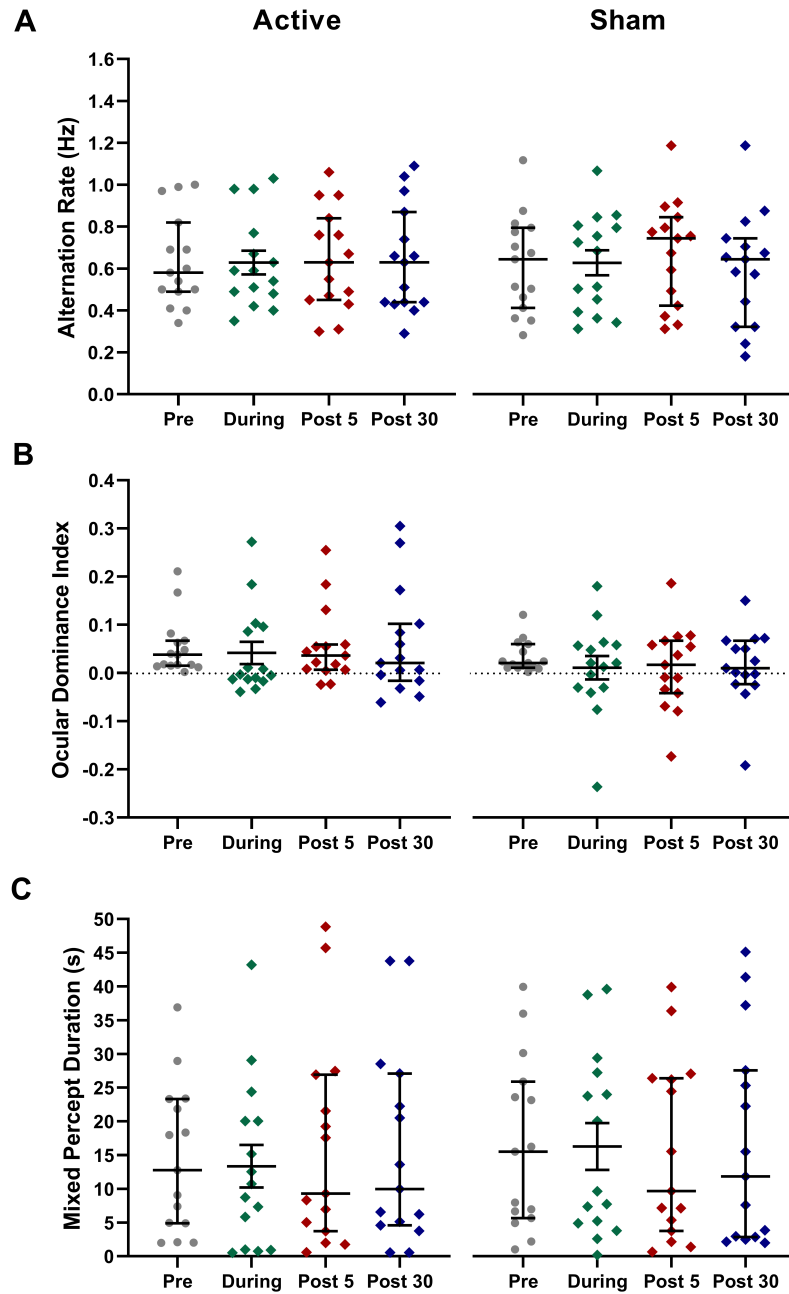 A
Active
Sham
Alternation Rate (Hz)
1.6
1.4
1.2
1.0
0.8
0.6
0.4
0.2
0.0
Pre
During
Post 5
Post 30
Pre
During
Post 5
Post 30
B
Ocular Dominance Index
0.4
0.3
0.2
0.1
0.0
-0.1
-0.2
-0.3
Pre
During
Post 5
Post 30
Pre
During
Post 5
Post 30
C
Mixed Percept Duration (s)
50
45
40
35
30
25
20
15
10
5
0
Pre
During
Post 5
Post 30
Pre
During
Post 5
Post 30